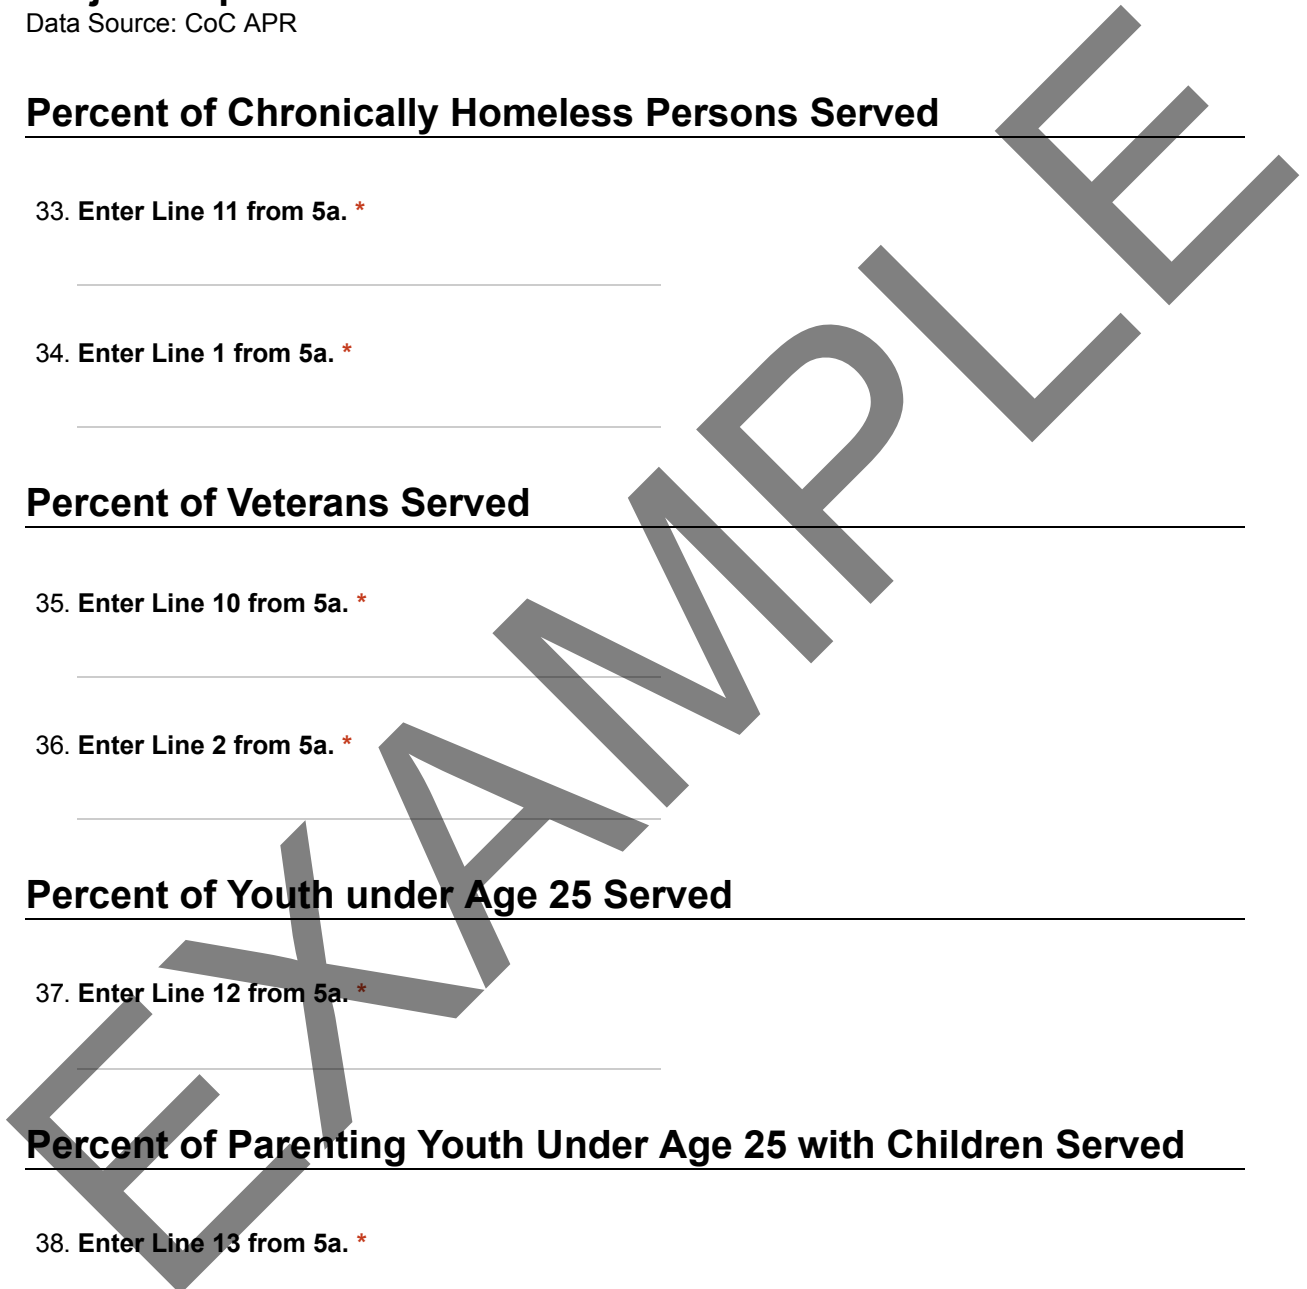 Data Source: CoC APR
Percent of Chronically Homeless Persons Served
33. Enter Line 11 from 5a. *
34. Enter Line 1 from 5a. *
Percent of Veterans Served
35. Enter Line 10 from 5a. *
36. Enter Line 2 from 5a. *
Percent of Youth under Age 25 Served
37. Enter Line 12 from 5a. *
Percent of Parenting Youth Under Age 25 with Children Served
38. Enter Line 13 from 5a. *
EXAMPLE